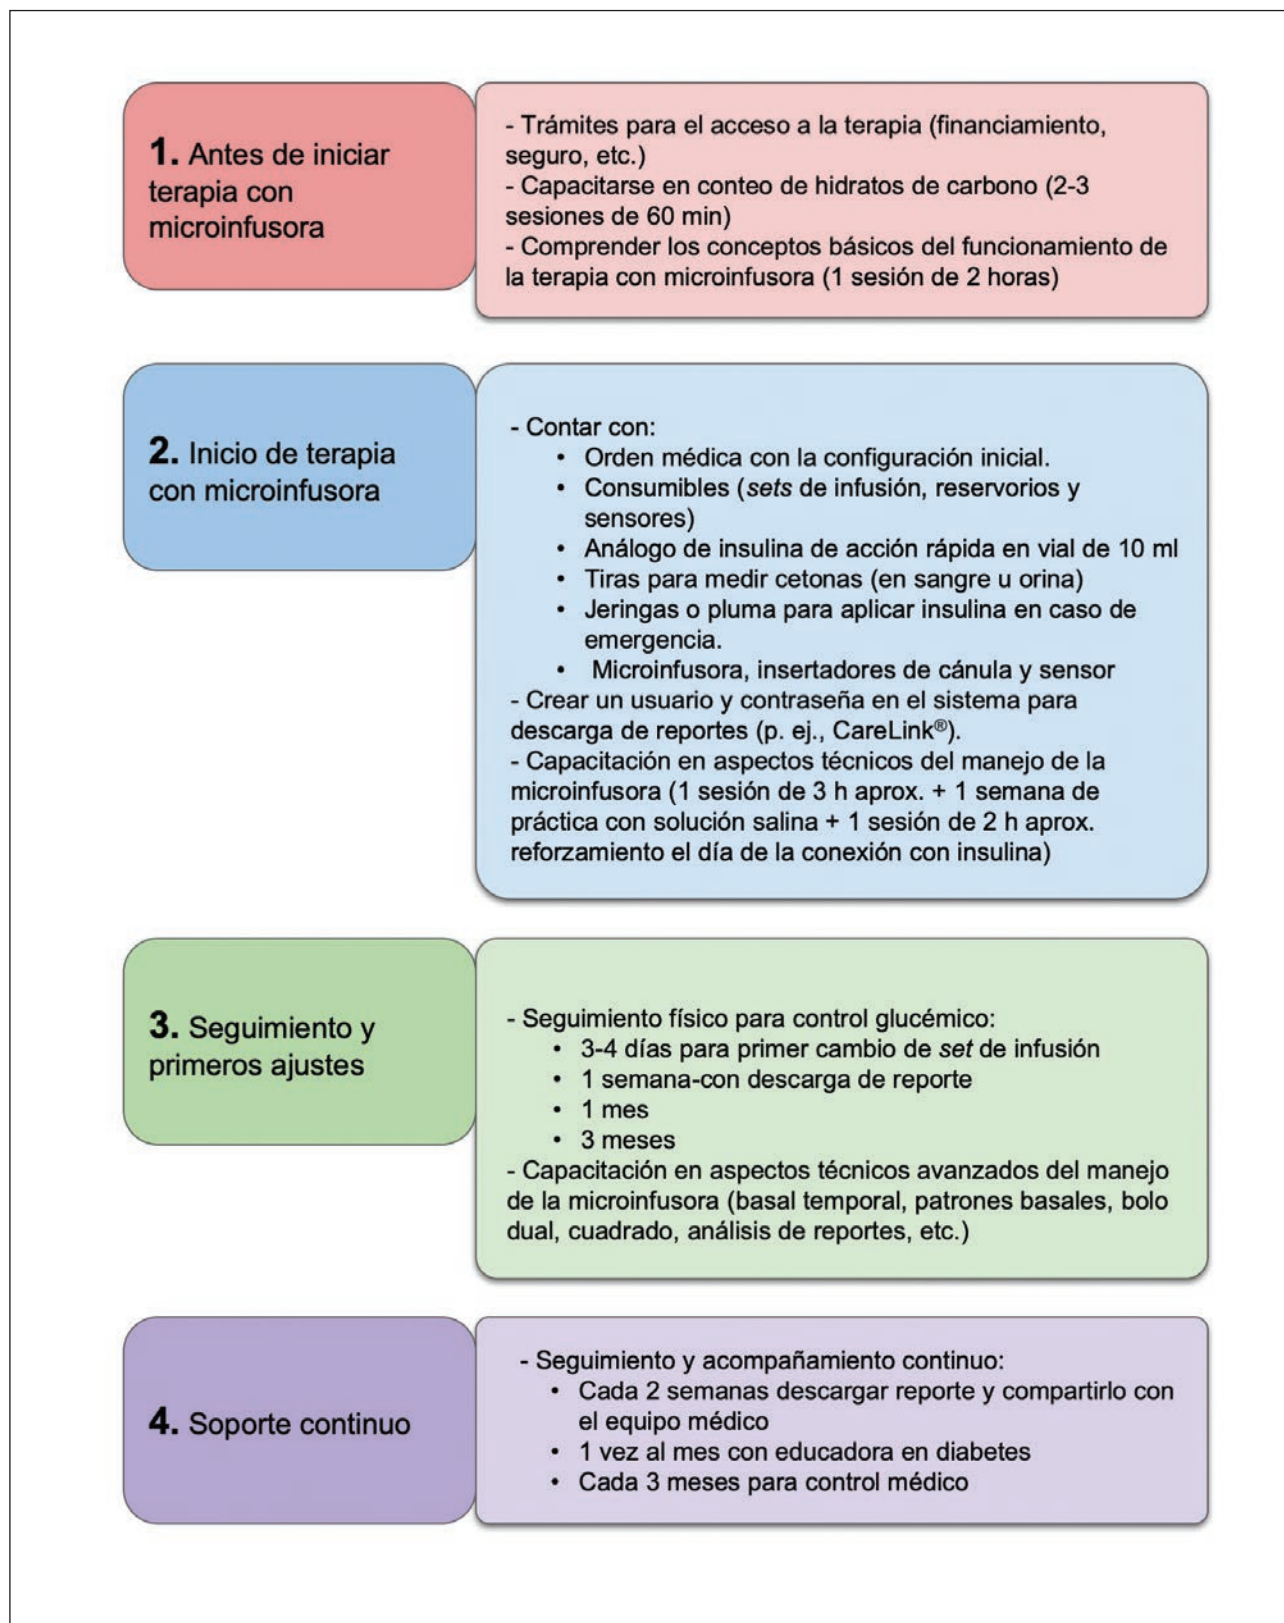 1. Antes de iniciar
terapia con
microinfusora
- Trámites para el acceso a la terapia (financiamiento,
seguro, etc.)
- Capacitarse en conteo de hidratos de carbono (2-3
sesiones de 60 min)
- Comprender los conceptos básicos del funcionamiento de
la terapia con microinfusora (1 sesión de 2 horas)
2. Inicio de terapia
con microinfusora
- Contar con:
• Orden médica con la configuración inicial.
• Consumibles (sets de infusión, reservorios y
sensores)
• Análogo de insulina de acción rápida en vial de 10 ml
• Tiras para medir cetonas (en sangre u orina)
• Jeringas o pluma para aplicar insulina en caso de
emergencia.
• Microinfusora, insertadores de cánula y sensor
- Crear un usuario y contraseña en el sistema para
descarga de reportes (p. ej., CareLink®).
- Capacitación en aspectos técnicos del manejo de la
microinfusora (1 sesión de 3 h aprox. + 1 semana de
práctica con solución salina + 1 sesión de 2 h aprox.
reforzamiento el día de la conexión con insulina)
3. Seguimiento y
primeros ajustes
- Seguimiento físico para control glucémico:
• 3-4 días para primer cambio de set de infusión
• 1 semana-con descarga de reporte
• 1 mes
• 3 meses
- Capacitación en aspectos técnicos avanzados del manejo
de la microinfusora (basal temporal, patrones basales, bolo
dual, cuadrado, análisis de reportes, etc.)
4. Soporte continuo
- Seguimiento y acompañamiento continuo:
• Cada 2 semanas descargar reporte y compartirlo con
el equipo médico
• 1 vez al mes con educadora en diabetes
• Cada 3 meses para control médico